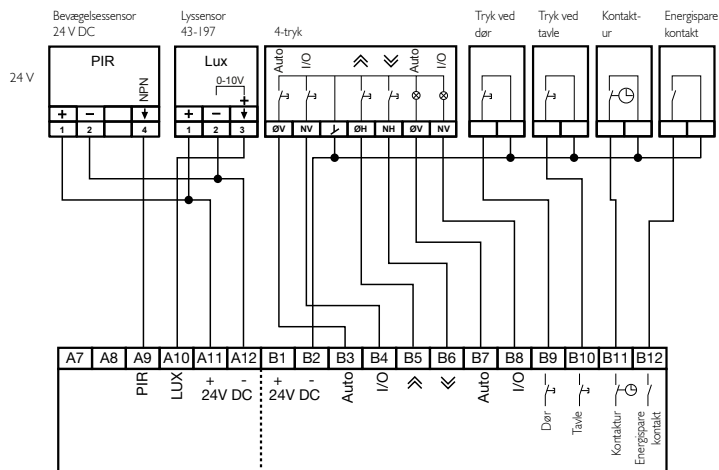 Bevægelsessensor
24 V DC
Lyssensor
43-197
4-tryk
Tryk ved
dør
Tryk ved
tavle
Kontakt-
ur
Energispare
kontakt
24 V
PIR
NPN
+ −
1 2 4
Lux
0-10V
+
+ −
1 2 3
Auto I/O Auto I/O
ØV NV ØH NH ØV NV
A7 A8 A9 A10 A11 A12 B1 B2 B3 B4 B5 B6 B7 B8 B9 B10 B11 B12
PIR
LUX
+ -
24V DC
+ -
24V DC
Auto
I/O
Auto
I/O
Dør
Tavle
Kontaktur
Energispare
kontakt